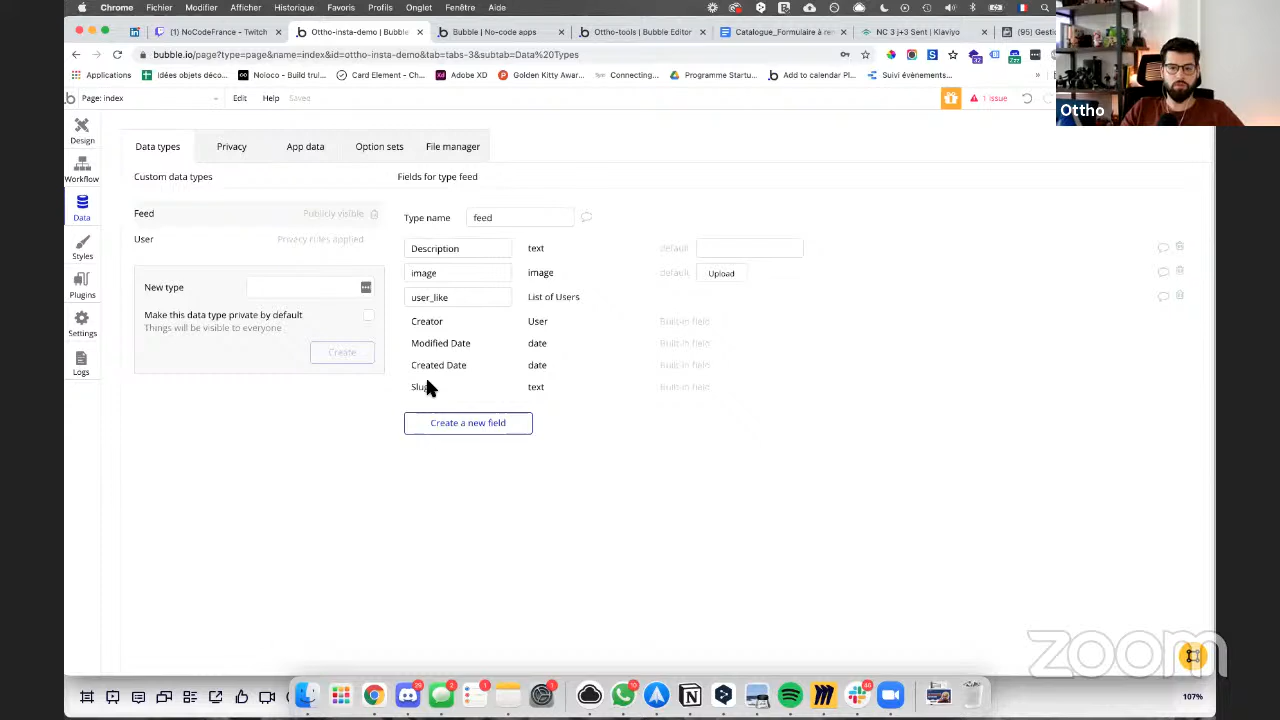 Chrome Fichier Modifier Afficher Historique Favoris Profils Onglet Fenêtre Aide
(1) NoCodeFrance - Twitch
Ottho-insta-demo | Bubble
Bubble | No-code apps
Ottho-tools | Bubble Editor
Catalogue_Formulaire à re
NC 3 j+3 Sent | Klaviyo
(95) Gesti
bubble.io/page?type=page&name=index&id=ottho-insta-demo&tab=tabs-3&subtab=Data%20Types
Applications
Idées objets déco...
Noloco - Build trul...
Card Element - C...
Adobe XD
Golden Kitty Awar...
Connecting...
Programme Startu...
Add to calendar Pl...
Suivi évènements...
Page: index
Edit
Help
Saved
1 issue
Ottho
Design
Workflow
Data
Styles
Plugins
Settings
Logs
Data types
Privacy
App data
Option sets
File manager
Custom data types
Fields for type feed
Feed
Publicly visible
User
Privacy rules applied
New type
Make this data type private by default
Things will be visible to everyone
Create
Type name
feed
Description text default
image image default Upload
user_like List of Users
Creator User Built-in field
Modified Date date Built-in field
Created Date date Built-in field
Slug text Built-in field
Create a new field
zoom
107%